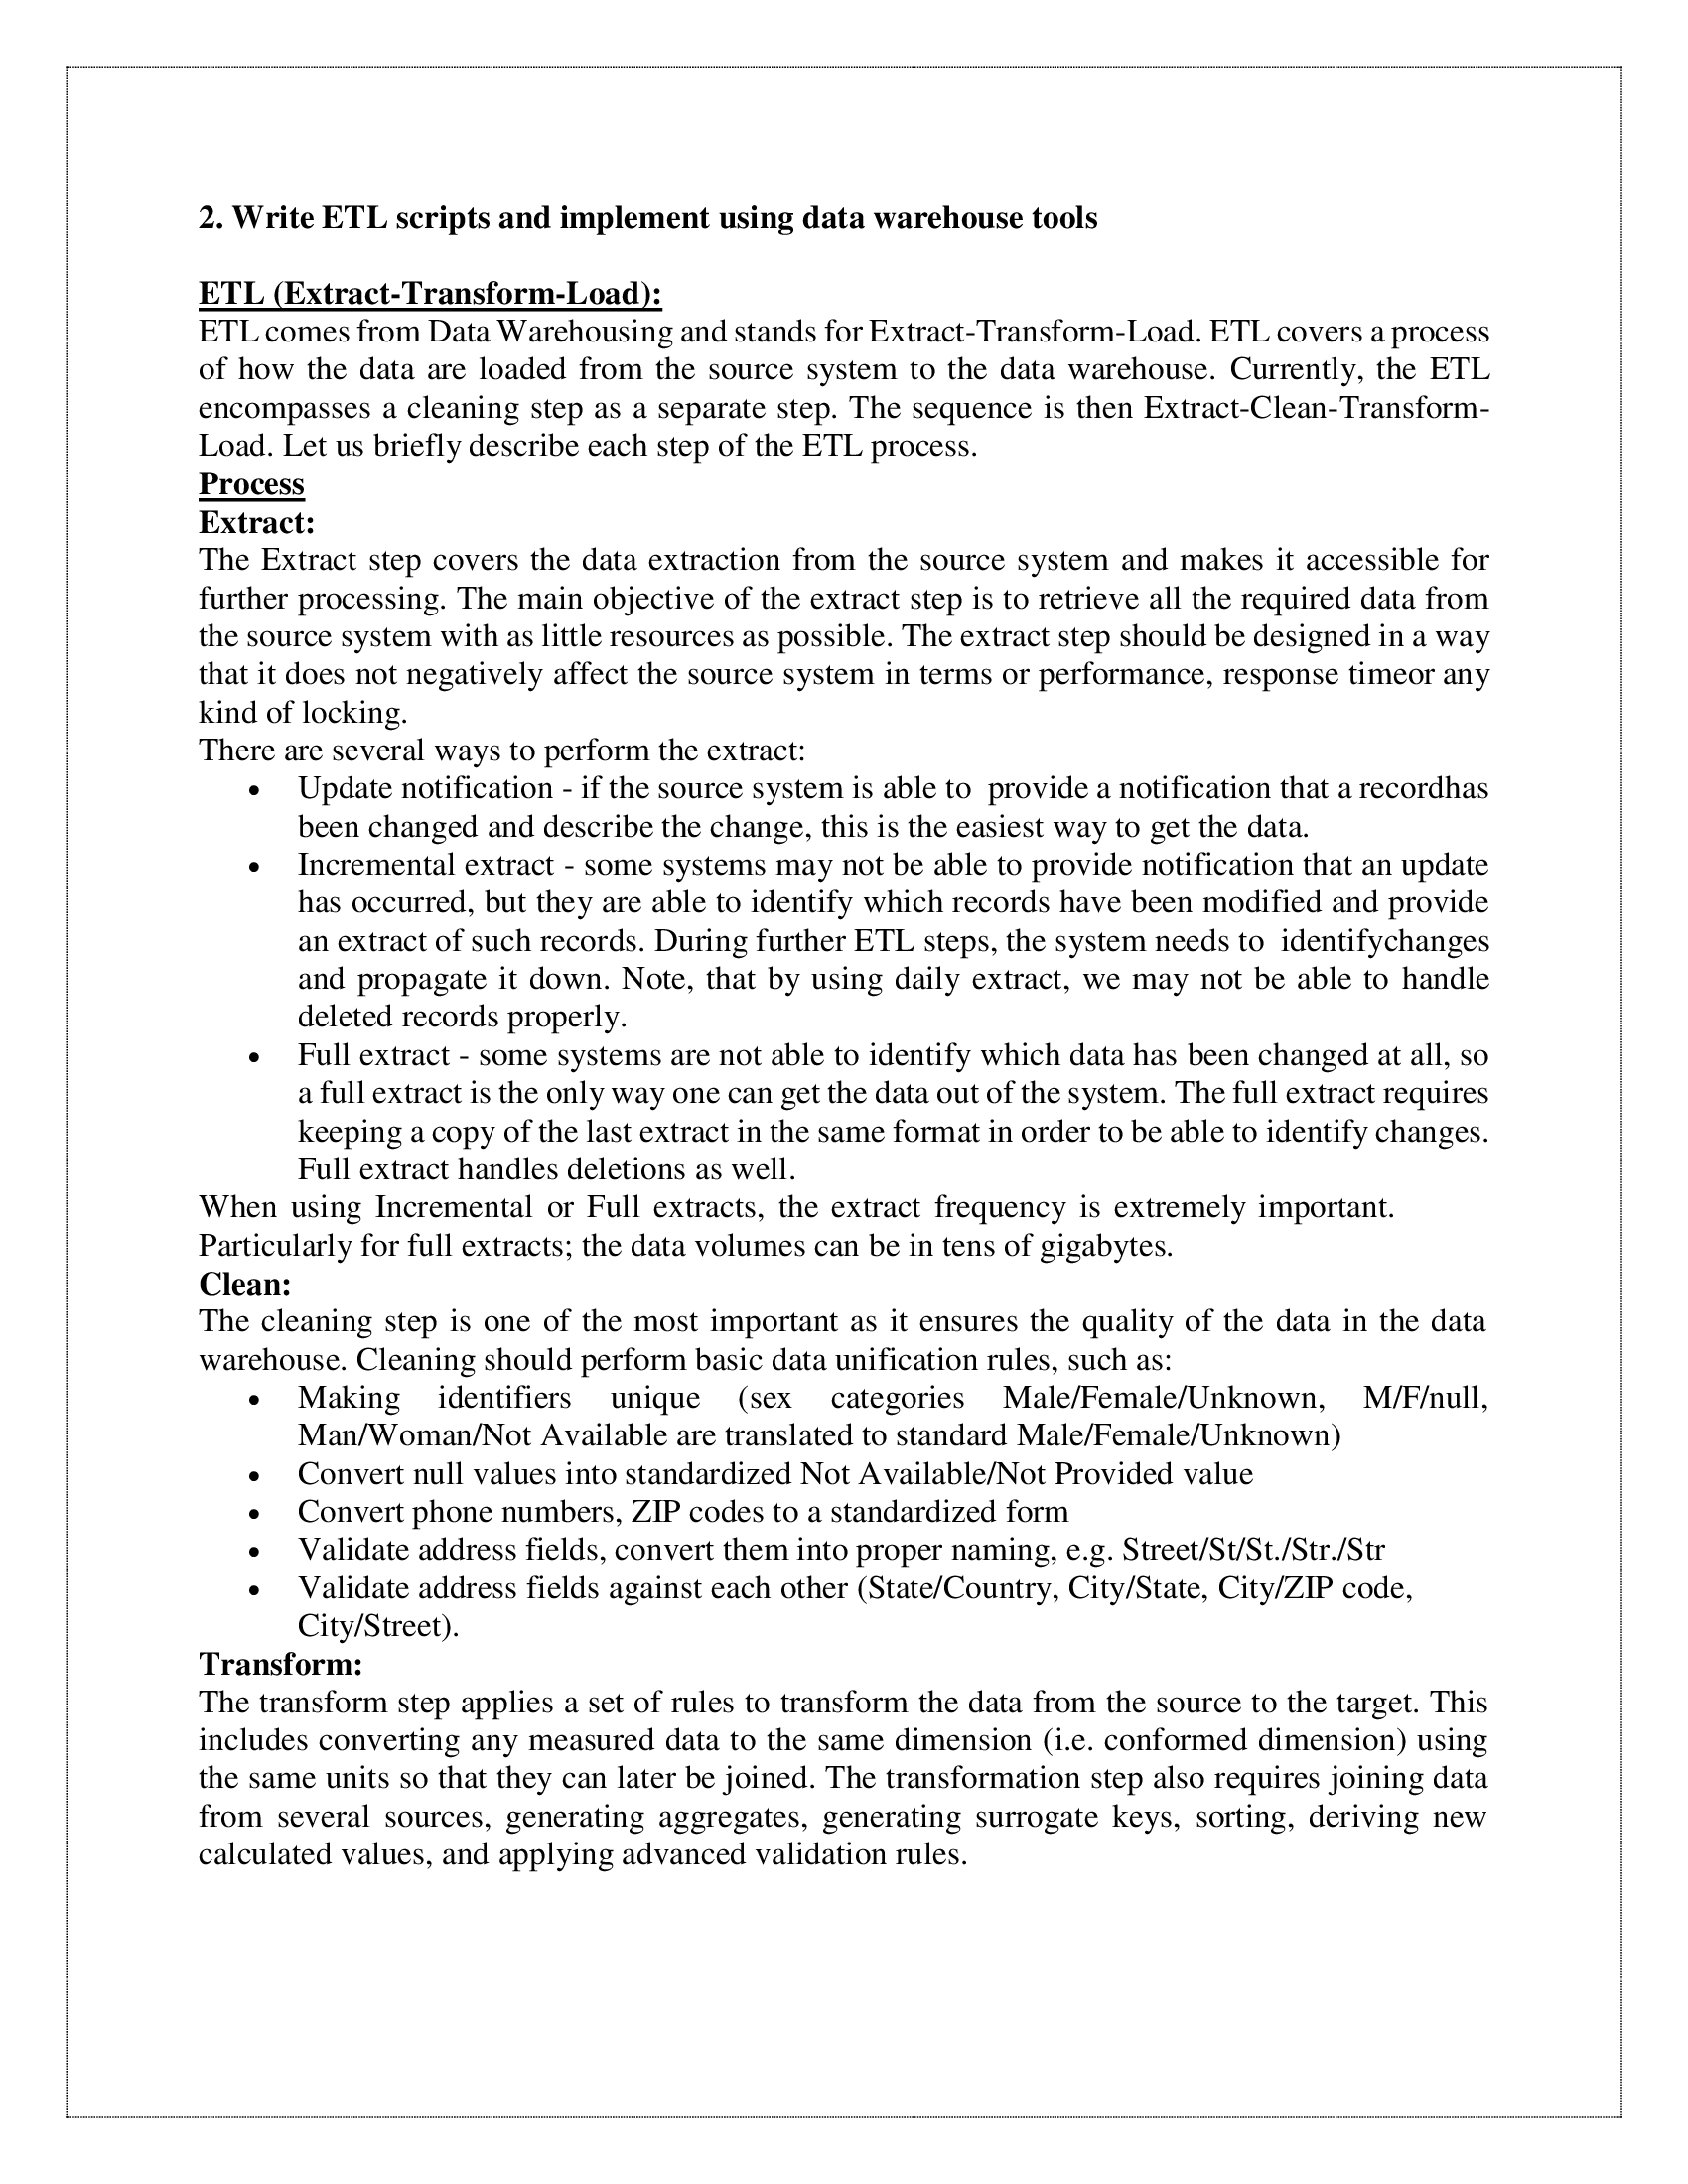 2. Write ETL scripts and implement using data warehouse tools
ETL (Extract-Transform-Load):
ETL comes from Data Warehousing and stands for Extract-Transform-Load. ETL covers a process
of how the data are loaded from the source system to the data warehouse. Currently, the ETL
encompasses a cleaning step as a separate step. The sequence is then Extract-Clean-Transform-
Load. Let us briefly describe each step of the ETL process.
Process
Extract:
The Extract step covers the data extraction from the source system and makes it accessible for
further processing. The main objective of the extract step is to retrieve all the required data from
the source system with as little resources as possible. The extract step should be designed in a way
that it does not negatively affect the source system in terms or performance, response timeor any
kind of locking.
There are several ways to perform the extract:
• Update notification - if the source system is able to  provide a notification that a recordhas
been changed and describe the change, this is the easiest way to get the data.
• Incremental extract - some systems may not be able to provide notification that an update
has occurred, but they are able to identify which records have been modified and provide
an extract of such records. During further ETL steps, the system needs to  identifychanges
and propagate it down. Note, that by using daily extract, we may not be able to handle
deleted records properly.
• Full extract - some systems are not able to identify which data has been changed at all, so
a full extract is the only way one can get the data out of the system. The full extract requires
keeping a copy of the last extract in the same format in order to be able to identify changes.
Full extract handles deletions as well.
When using Incremental or Full extracts, the extract frequency is extremely important.
Particularly for full extracts; the data volumes can be in tens of gigabytes.
Clean:
The cleaning step is one of the most important as it ensures the quality of the data in the data
warehouse. Cleaning should perform basic data unification rules, such as:
• Making identifiers unique (sex categories Male/Female/Unknown, M/F/null,
Man/Woman/Not Available are translated to standard Male/Female/Unknown)
• Convert null values into standardized Not Available/Not Provided value
• Convert phone numbers, ZIP codes to a standardized form
• Validate address fields, convert them into proper naming, e.g. Street/St/St./Str./Str
• Validate address fields against each other (State/Country, City/State, City/ZIP code,
City/Street).
Transform:
The transform step applies a set of rules to transform the data from the source to the target. This
includes converting any measured data to the same dimension (i.e. conformed dimension) using
the same units so that they can later be joined. The transformation step also requires joining data
from several sources, generating aggregates, generating surrogate keys, sorting, deriving new
calculated values, and applying advanced validation rules.